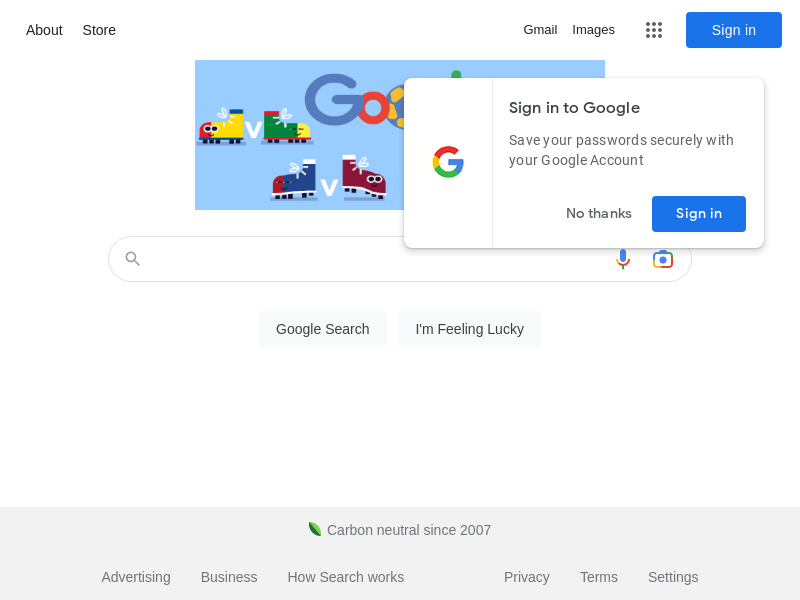 About Store Gmail Images Sign in
Sign in to Google
Save your passwords securely with
your Google Account
No thanks Sign in
V
V
Google Search I'm Feeling Lucky
Carbon neutral since 2007
Advertising Business How Search works Privacy Terms Settings